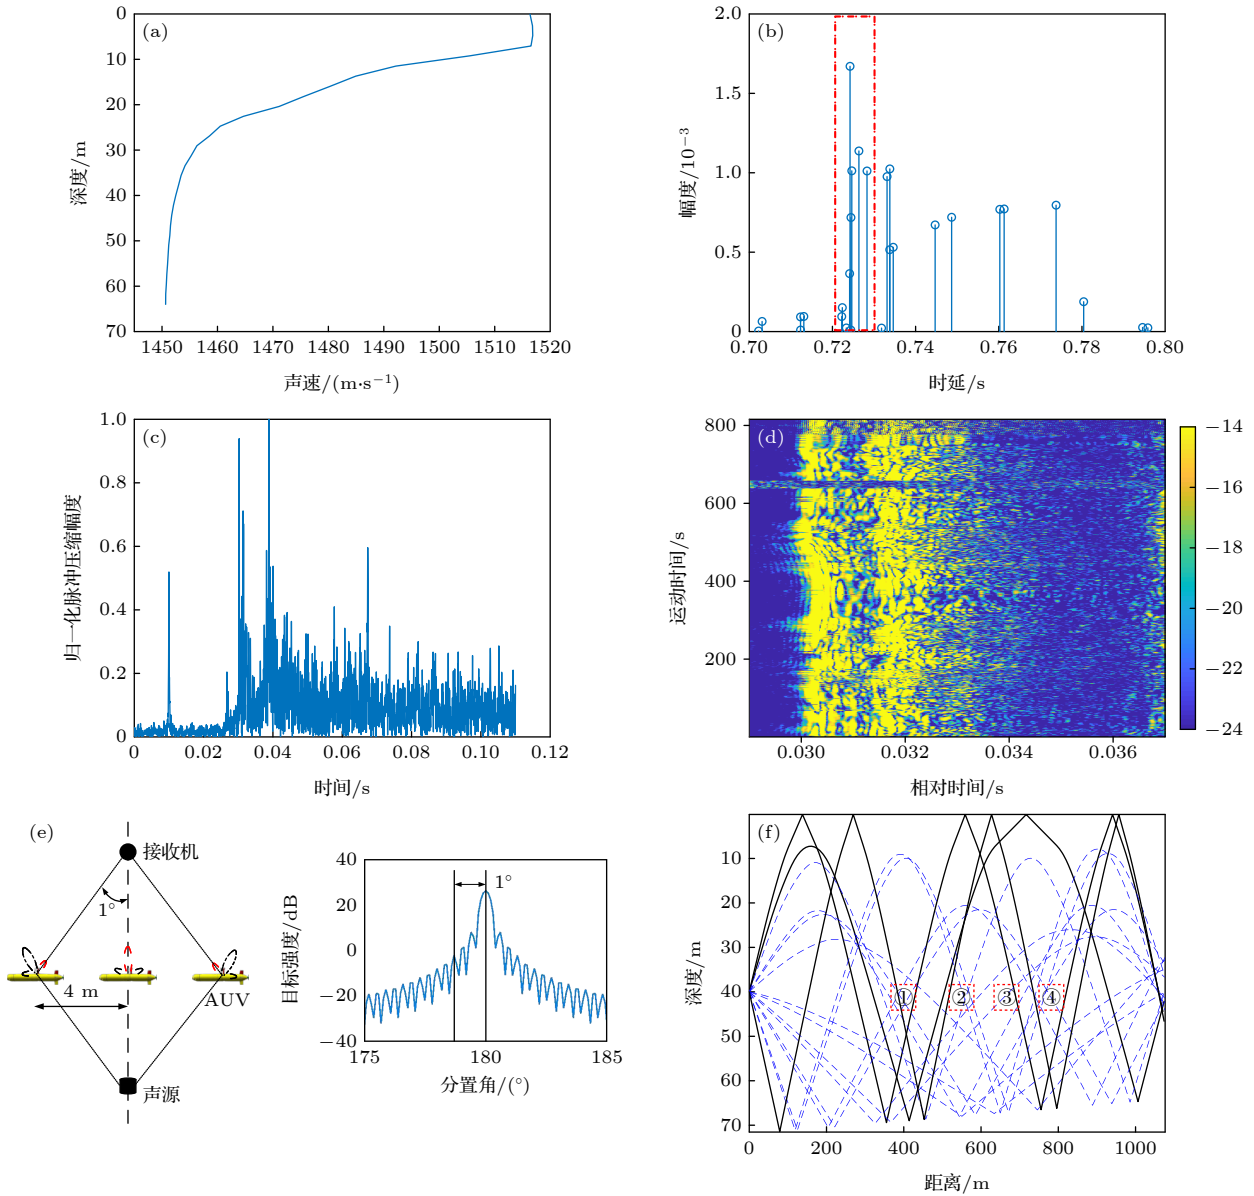 (a)
0
10
20
30
40
50
60
70
深度/m
1450 1460 1470 1480 1490 1500 1510 1520
声速/(m·s⁻¹)
(b)
2.0
1.5
1.0
0.5
0
幅度/10⁻³
0.70 0.72 0.74 0.76 0.78 0.80
时延/s
(c)
1.0
0.8
0.6
0.4
0.2
0
归一化脉冲压缩幅度
0 0.02 0.04 0.06 0.08 0.10 0.12
时间/s
(d)
800
600
400
200
运动时间/s
0.030 0.032 0.034 0.036
相对时间/s
−14
−16
−18
−20
−22
−24
(e)
接收机
1°
4 m
AUV
声源
40
20
0
−20
−40
目标强度/dB
1°
175 180 185
分置角/(°)
(f)
10
20
30
40
50
60
70
深度/m
① ② ③ ④
0 200 400 600 800 1000
距离/m